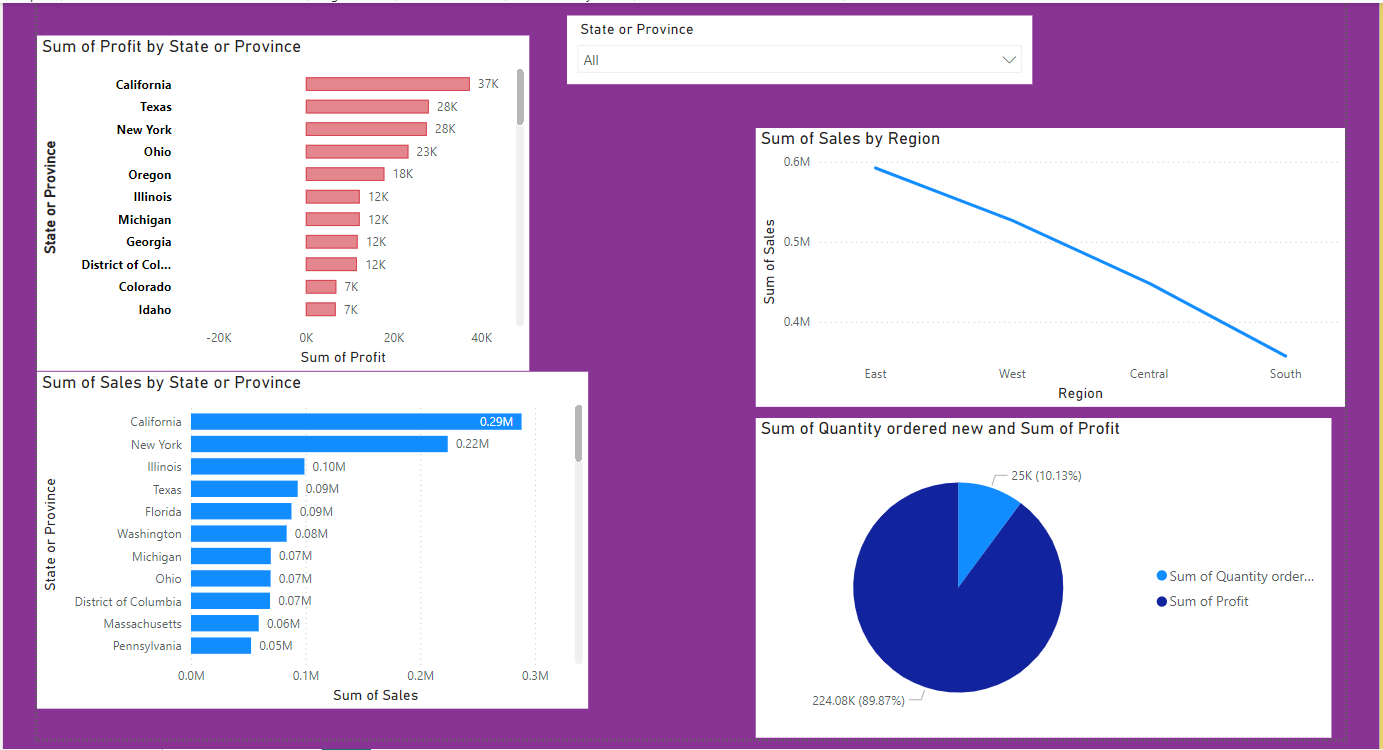 Sum of Profit by State or Province
State or Province
California 37K
Texas 28K
New York 28K
Ohio 23K
Oregon 18K
Illinois 12K
Michigan 12K
Georgia 12K
District of Col... 12K
Colorado 7K
Idaho 7K
-20K 0K 20K 40K
Sum of Profit
State or Province
All
Sum of Sales by Region
Sum of Sales
0.6M
0.5M
0.4M
East West Central South
Region
Sum of Sales by State or Province
State or Province
California 0.29M
New York 0.22M
Illinois 0.10M
Texas 0.09M
Florida 0.09M
Washington 0.08M
Michigan 0.07M
Ohio 0.07M
District of Columbia 0.07M
Massachusetts 0.06M
Pennsylvania 0.05M
0.0M 0.1M 0.2M 0.3M
Sum of Sales
Sum of Quantity ordered new and Sum of Profit
25K (10.13%)
224.08K (89.87%)
Sum of Quantity order...
Sum of Profit